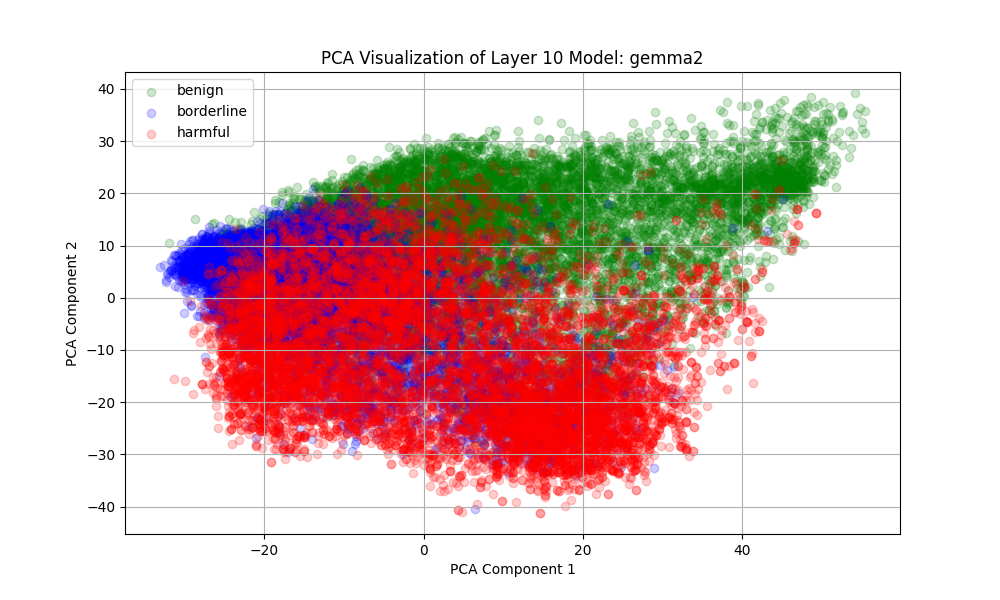 PCA Visualization of Layer 10 Model: gemma2
benign
borderline
harmful
40
30
20
10
0
−10
−20
−30
−40
PCA Component 2
−20
0
20
40
PCA Component 1